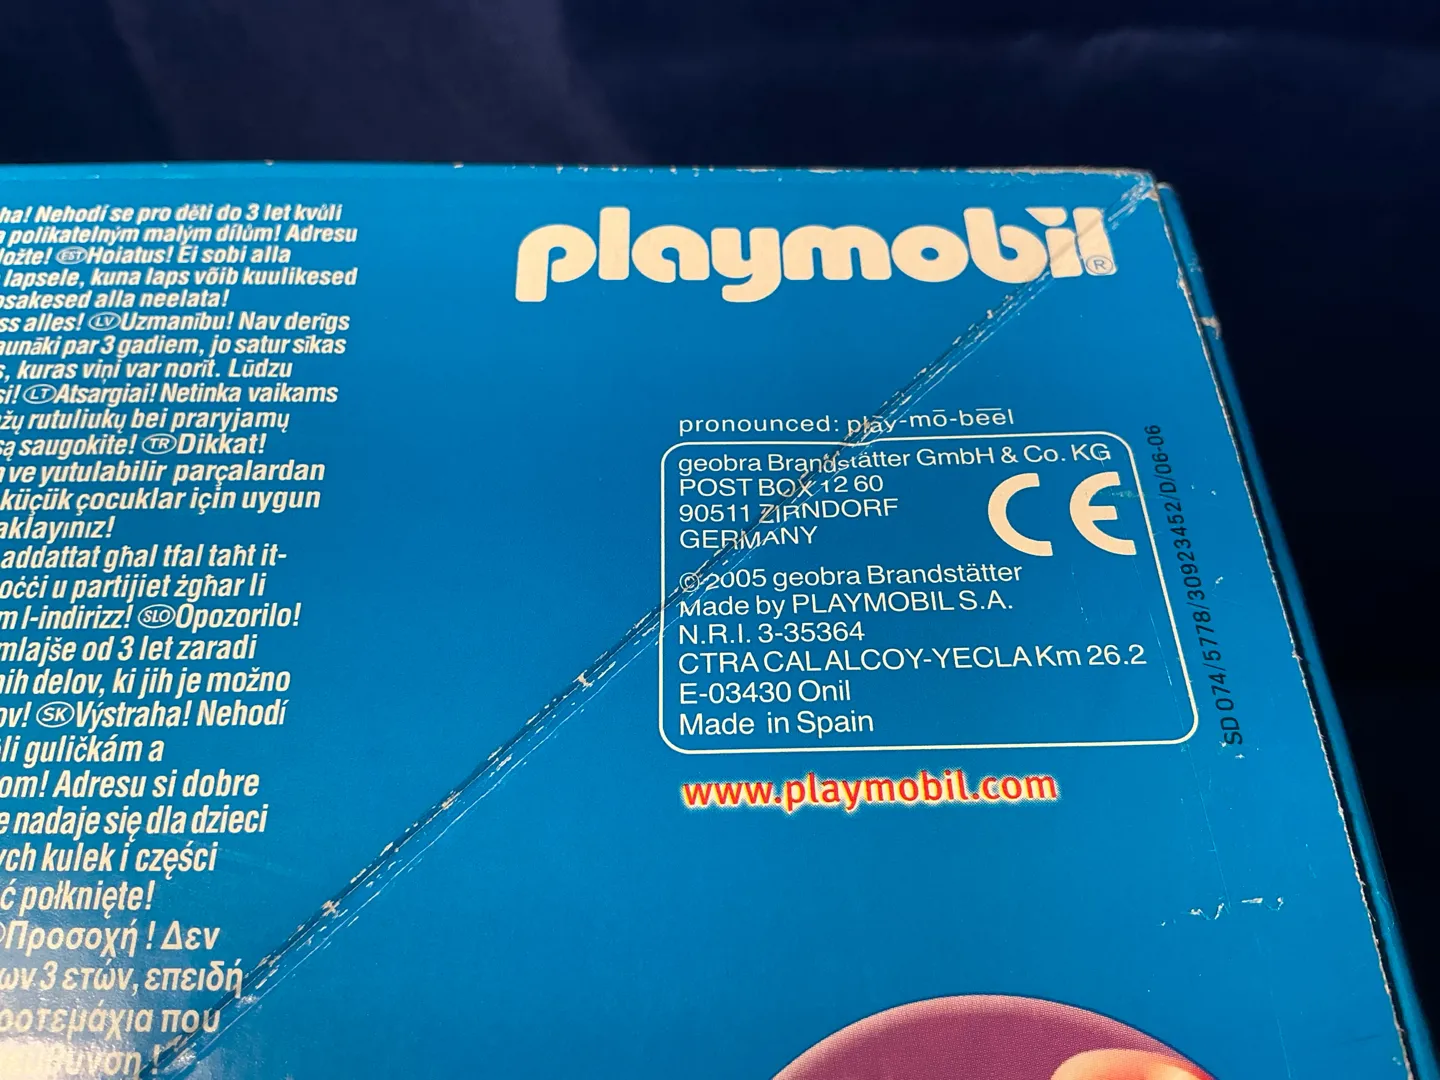 ha! Nehodí se pro děti do 3 let kvůli
a polikatelným malým dílům! Adresu
ložte! EST Hoiatus! Ei sobi alla
lapsele, kuna laps võib kuulikesed
osakesed alla neelata!
ss alles! LV Uzmanību! Nav derīgs
aunāki par 3 gadiem, jo satur sīkas
s, kuras viņi var norīt. Lūdzu
si! LT Atsargiai! Netinka vaikams
žų rutuliukų bei praryjamų
są saugokite! TR Dikkat!
n ve yutulabilir parçalardan
küçük çocuklar için uygun
aklayınız!
addattat għal tfal taħt it-
oċċi u partijiet żgħar li
m l-indirizz! SLO Opozorilo!
mlajše od 3 let zaradi
nih delov, ki jih je možno
ov! SK Výstraha! Nehodí
li guličkám a
om! Adresu si dobre
e nadaje się dla dzieci
ych kulek i części
ć połknięte!
Προσοχή ! Δεν
ων 3 ετών, επειδή
οτεμάχια που
playmobil®
pronounced: plāy-mō-bēēl
geobra Brandstätter GmbH & Co. KG
POST BOX 12 60
90511 ZIRNDORF
GERMANY
CE
© 2005 geobra Brandstätter
Made by PLAYMOBIL S.A.
N.R.I. 3-35364
CTRA CALALCOY-YECLA Km 26.2
E-03430 Onil
Made in Spain
www.playmobil.com
SD 074/5778/30923452/D/06-06